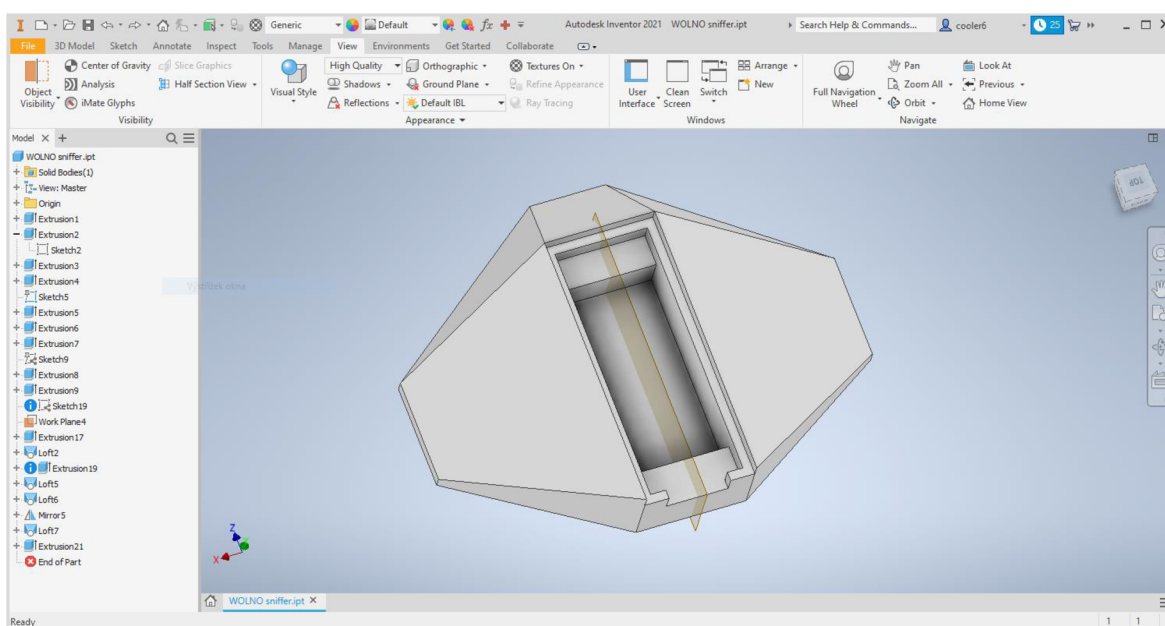 Generic
Default
Autodesk Inventor 2021 WOLNO sniffer.ipt
Search Help & Commands...
cooler6
25
File 3D Model Sketch Annotate Inspect Tools Manage View Environments Get Started Collaborate
Object Visibility
Center of Gravity
Analysis
iMate Glyphs
Slice Graphics
Half Section View
Visibility
Visual Style
High Quality
Shadows
Reflections
Orthographic
Ground Plane
Default IBL
Textures On
Refine Appearance
Ray Tracing
Appearance
User Interface
Clean Screen
Switch
Arrange
New
Windows
Full Navigation Wheel
Pan
Zoom All
Orbit
Look At
Previous
Home View
Navigate
Model
WOLNO sniffer.ipt
Solid Bodies(1)
View: Master
Origin
Extrusion1
Extrusion2
Sketch2
Extrusion3
Extrusion4
Sketch5
Extrusion5
Extrusion6
Extrusion7
Sketch9
Extrusion8
Extrusion9
Sketch19
Work Plane4
Extrusion17
Loft2
Extrusion19
Loft5
Loft6
Mirror5
Loft7
Extrusion21
End of Part
TOP
Z
X
WOLNO sniffer.ipt
Ready
1 1